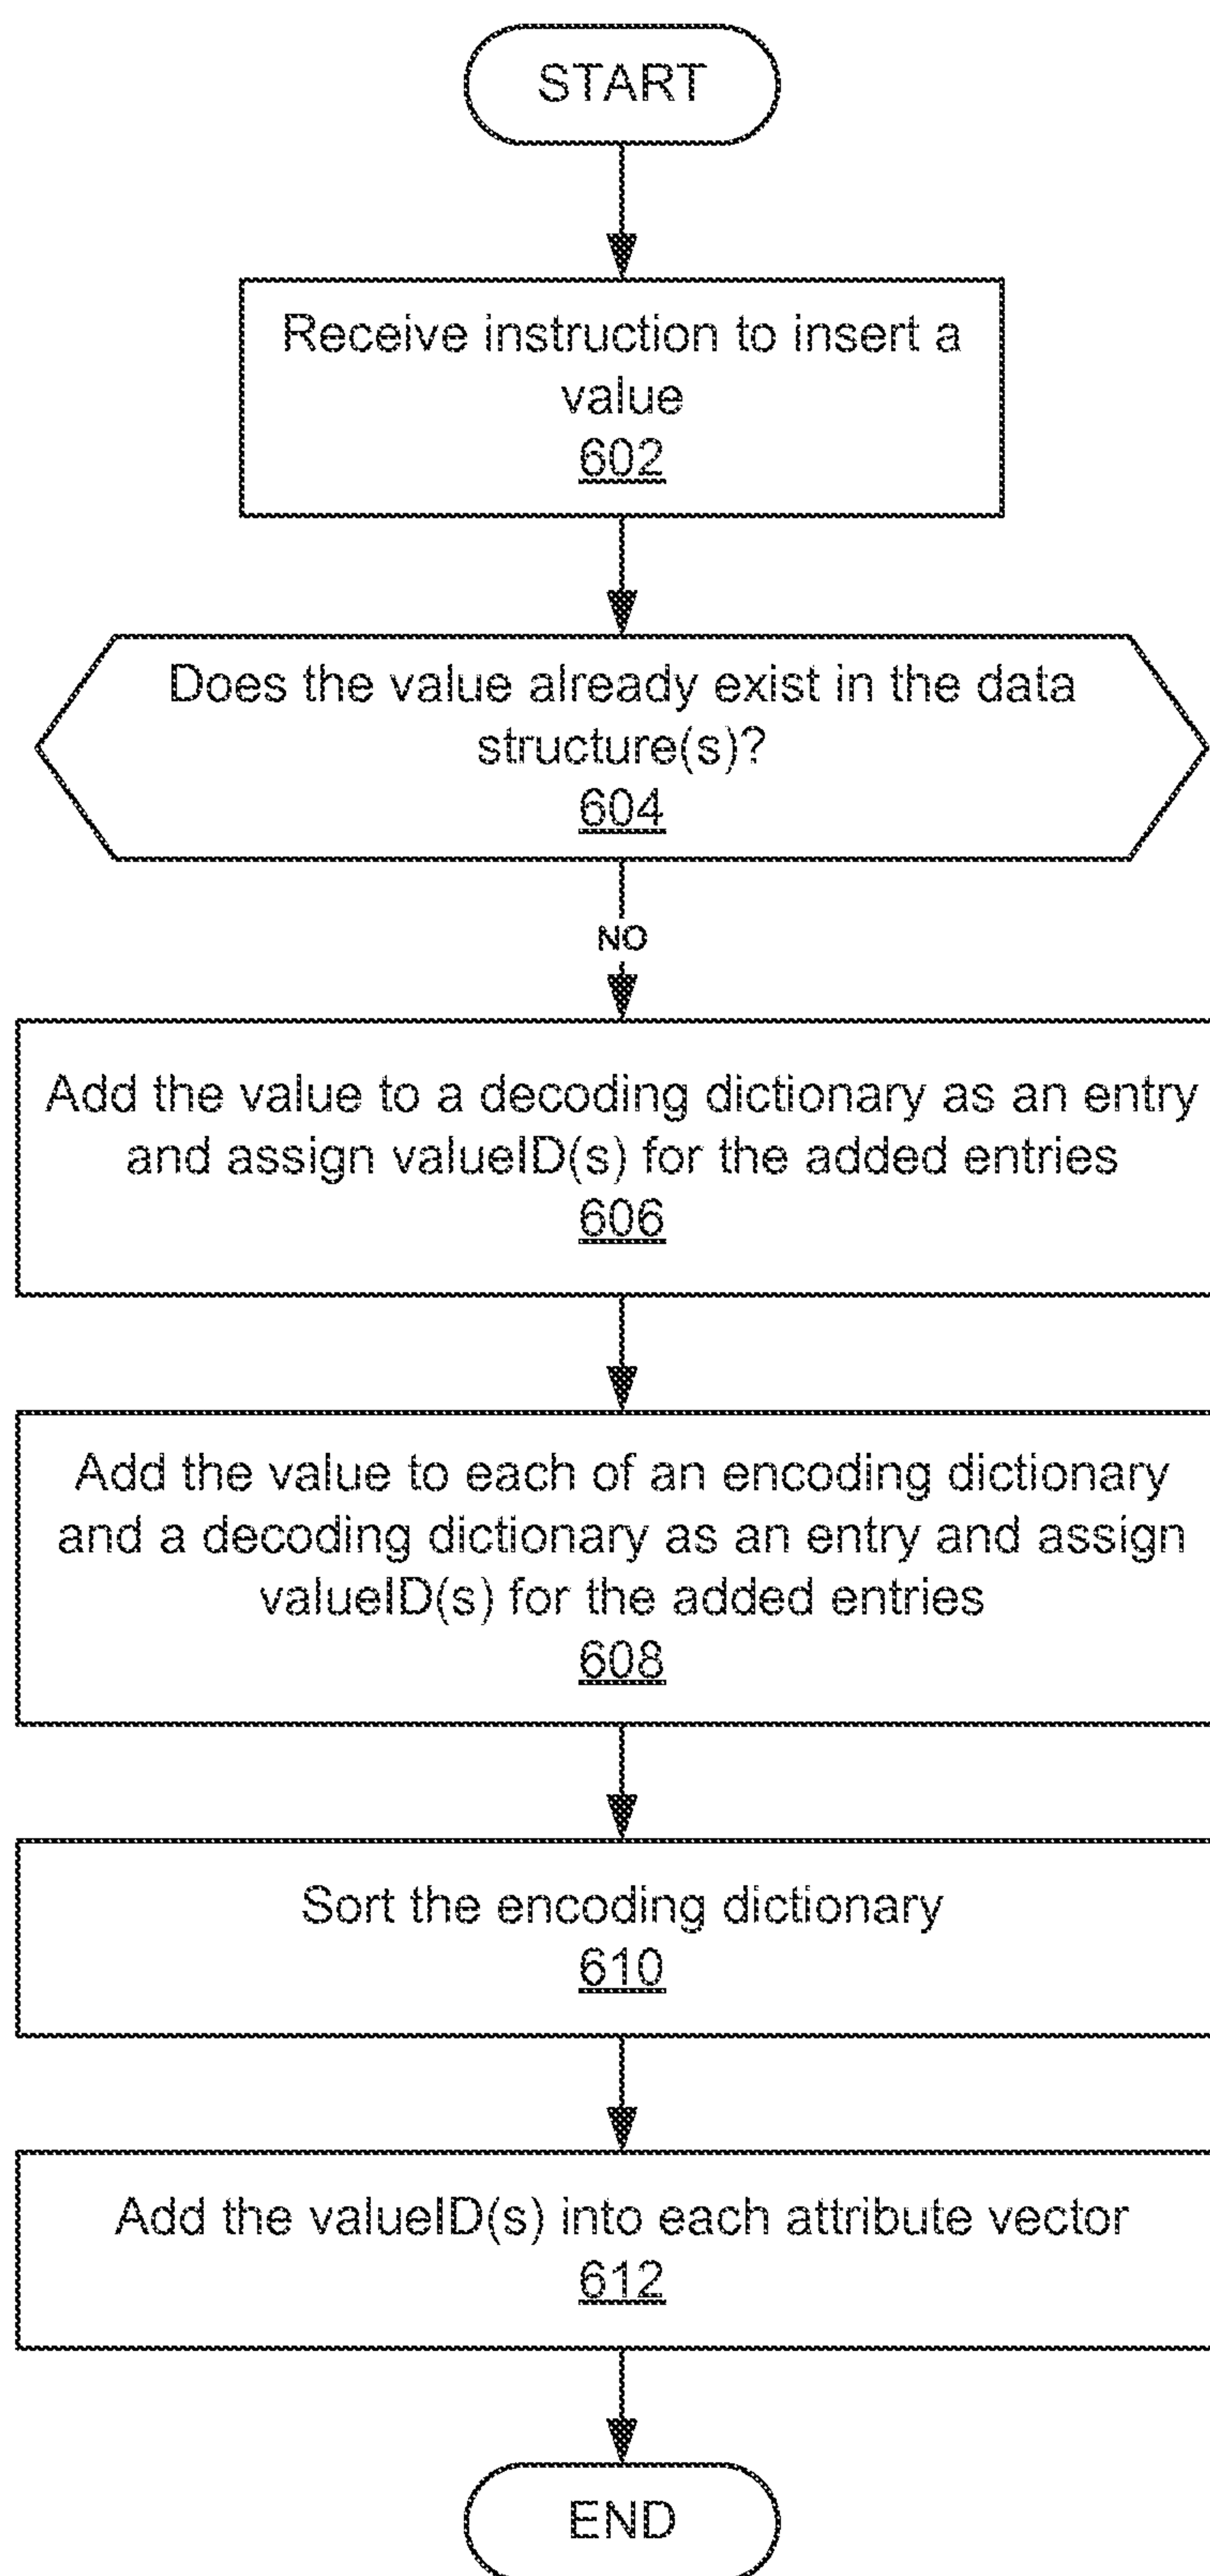 START
Receive instruction to insert a
value
602
Does the value already exist in the data
structure(s)?
604
NO
Add the value to a decoding dictionary as an entry
and assign valueID(s) for the added entries
606
Add the value to each of an encoding dictionary
and a decoding dictionary as an entry and assign
valueID(s) for the added entries
608
Sort the encoding dictionary
610
Add the valueID(s) into each attribute vector
612
END